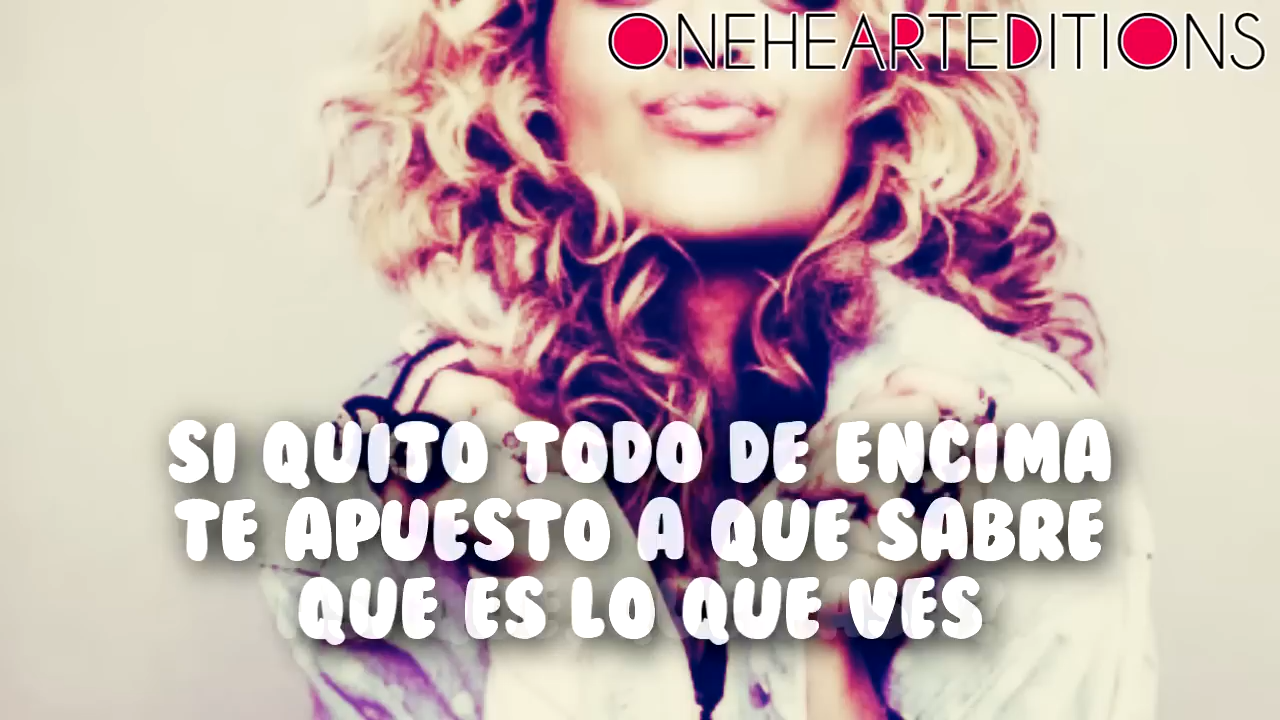 ONEHEARTEDITIONS
SI QUITO TODO DE ENCIMA
TE APUESTO A QUE SABRE
QUE ES LO QUE VES